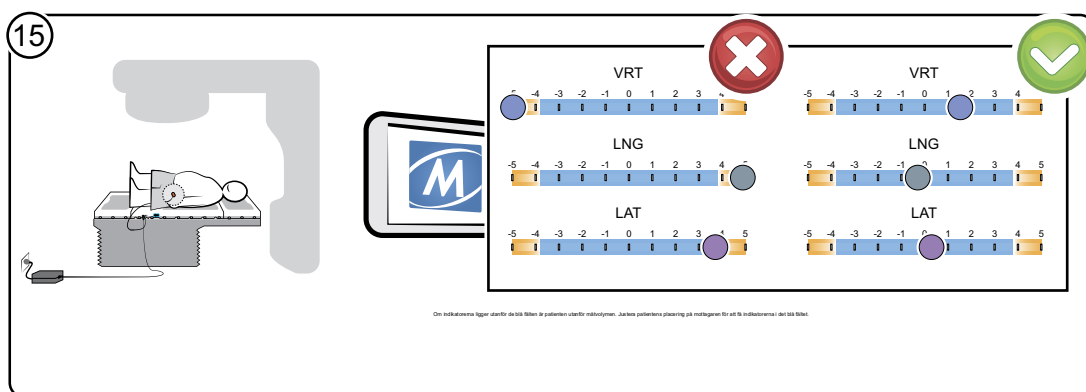 15
VRT
5 -4 -3 -2 -1 0 1 2 3 4
LNG
-5 -4 -3 -2 -1 0 1 2 3 4 5
LAT
-5 -4 -3 -2 -1 0 1 2 3 4 5
VRT
-5 -4 -3 -2 -1 0 1 2 3 4 5
LNG
-5 -4 -3 -2 -1 0 1 2 3 4 5
LAT
-5 -4 -3 -2 -1 0 1 2 3 4 5
M
Om indikatorerna ligger utanför de blå fälten är patienten utanför mätvolymen. Justera patientens placering på mottagaren för att få indikatorerna i det blå fältet.